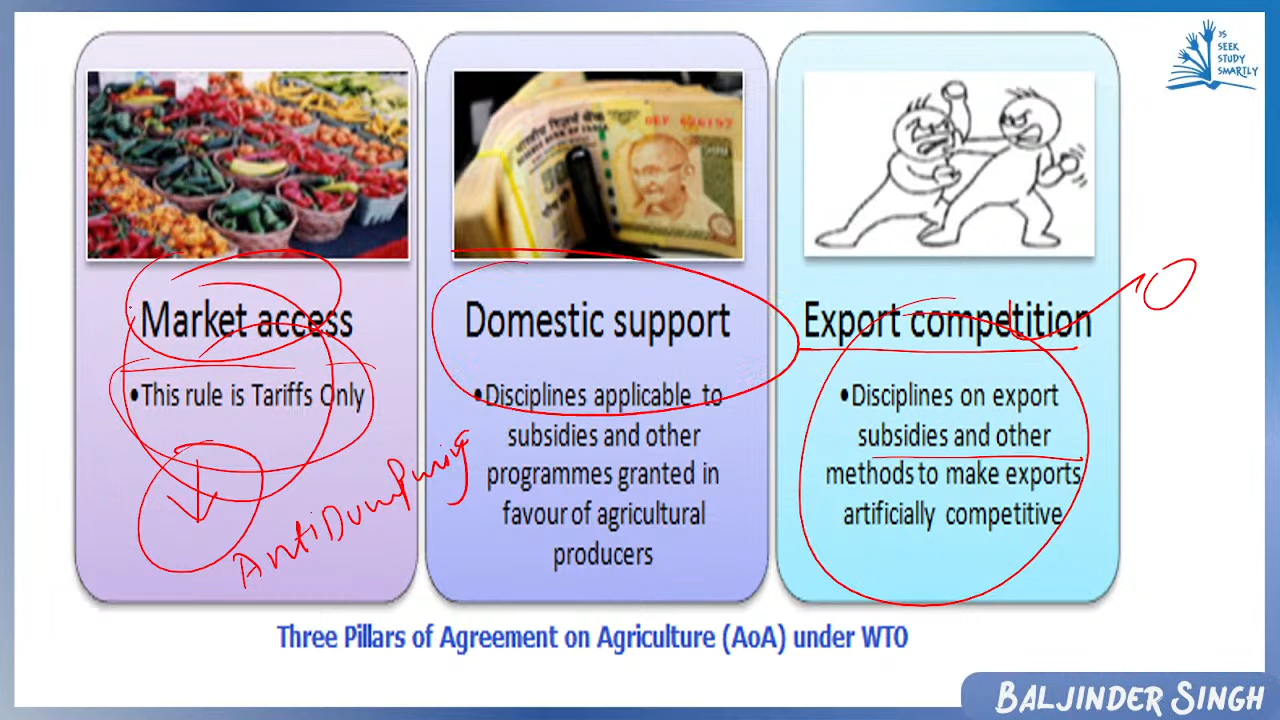 JS
SEEK
STUDY
SMARTLY
Market access
•This rule is Tariffs Only
AntiDumpuring
Domestic support
•Disciplines applicable to
subsidies and other
programmes granted in
favour of agricultural
producers
Export competition
•Disciplines on export
subsidies and other
methods to make exports
artificially competitive
Three Pillars of Agreement on Agriculture (AoA) under WTO
BALJINDER SINGH